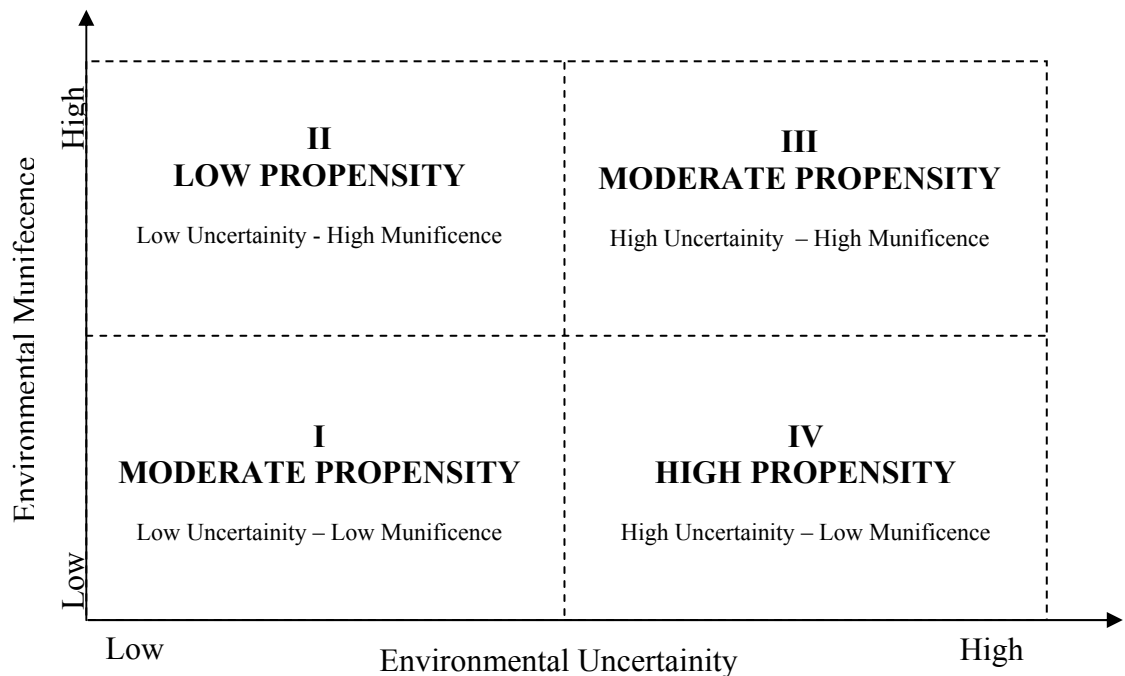 High
II
LOW PROPENSITY
Low Uncertainity - High Munificence
III
MODERATE PROPENSITY
High Uncertainity – High Munificence
Environmental Munifecence
I
MODERATE PROPENSITY
Low Uncertainity – Low Munificence
IV
HIGH PROPENSITY
High Uncertainity – Low Munificence
Low
Low
Environmental Uncertainity
High